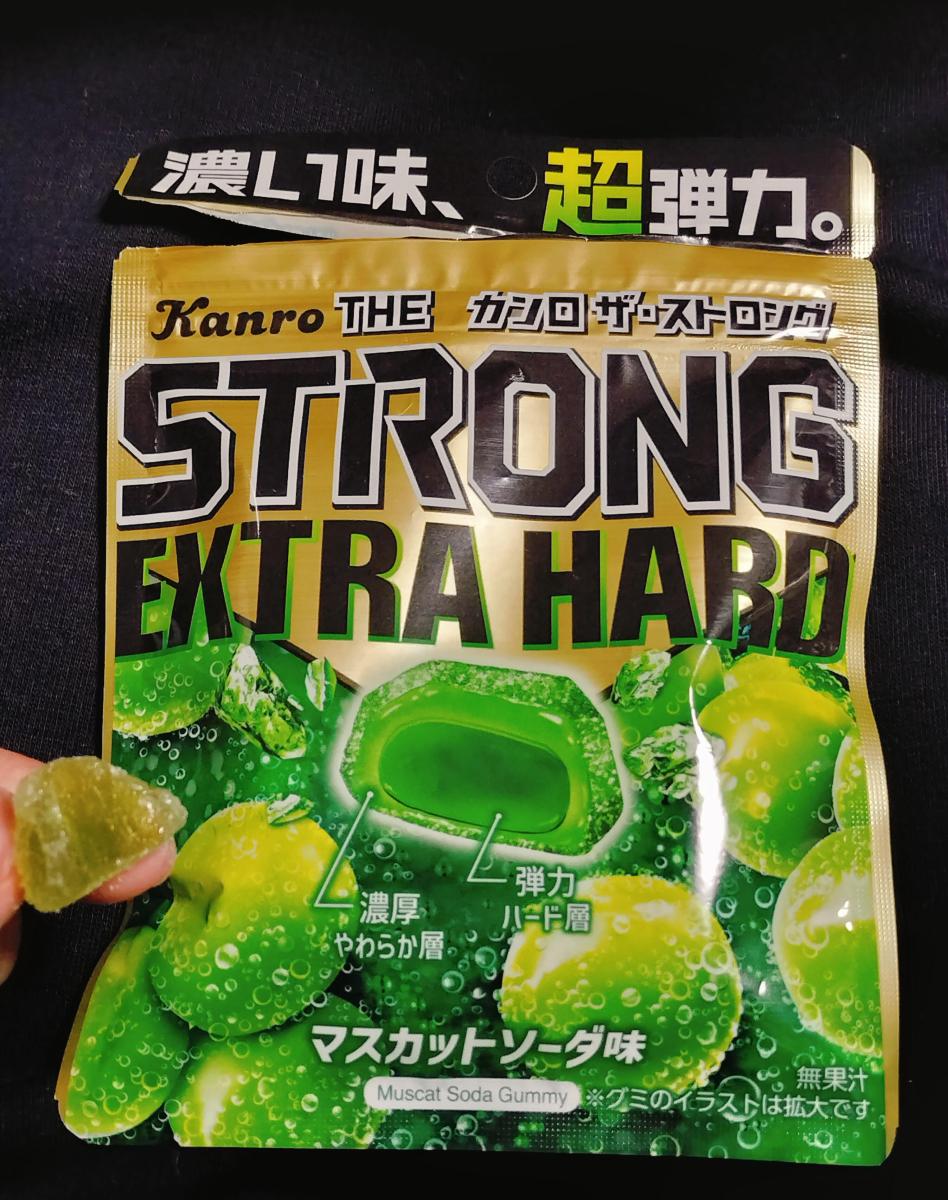 濃い味、超弾力。
Kanro THE カンロ ザ・ストロング
STRONG
EXTRA HARD
弾力
ハード層
濃厚
やわらか層
マスカットソーダ味
無果汁
Muscat Soda Gummy ※グミのイラストは拡大です